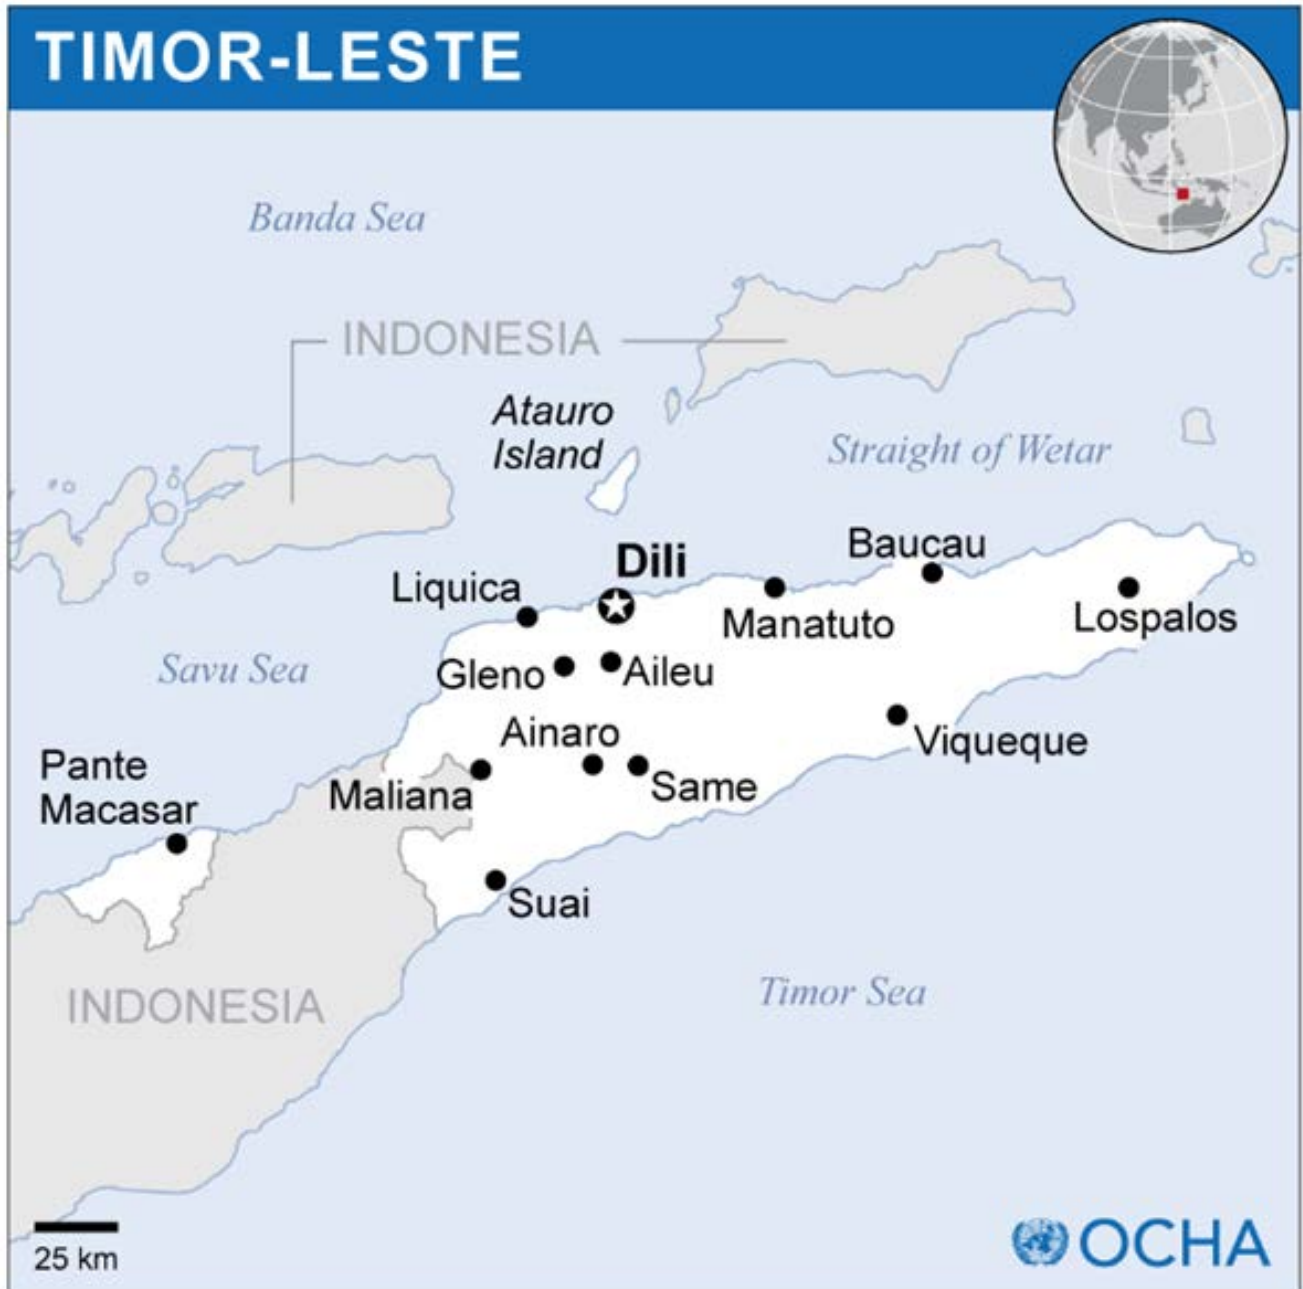 TIMOR-LESTE
Banda Sea
INDONESIA
Atauro
Island
Straight of Wetar
Baucau
Dili
Liquica
Manatuto
Lospalos
Savu Sea
Gleno
Aileu
Ainaro
Viqueque
Pante
Macasar
Maliana
Same
Suai
Timor Sea
INDONESIA
25 km
OCHA